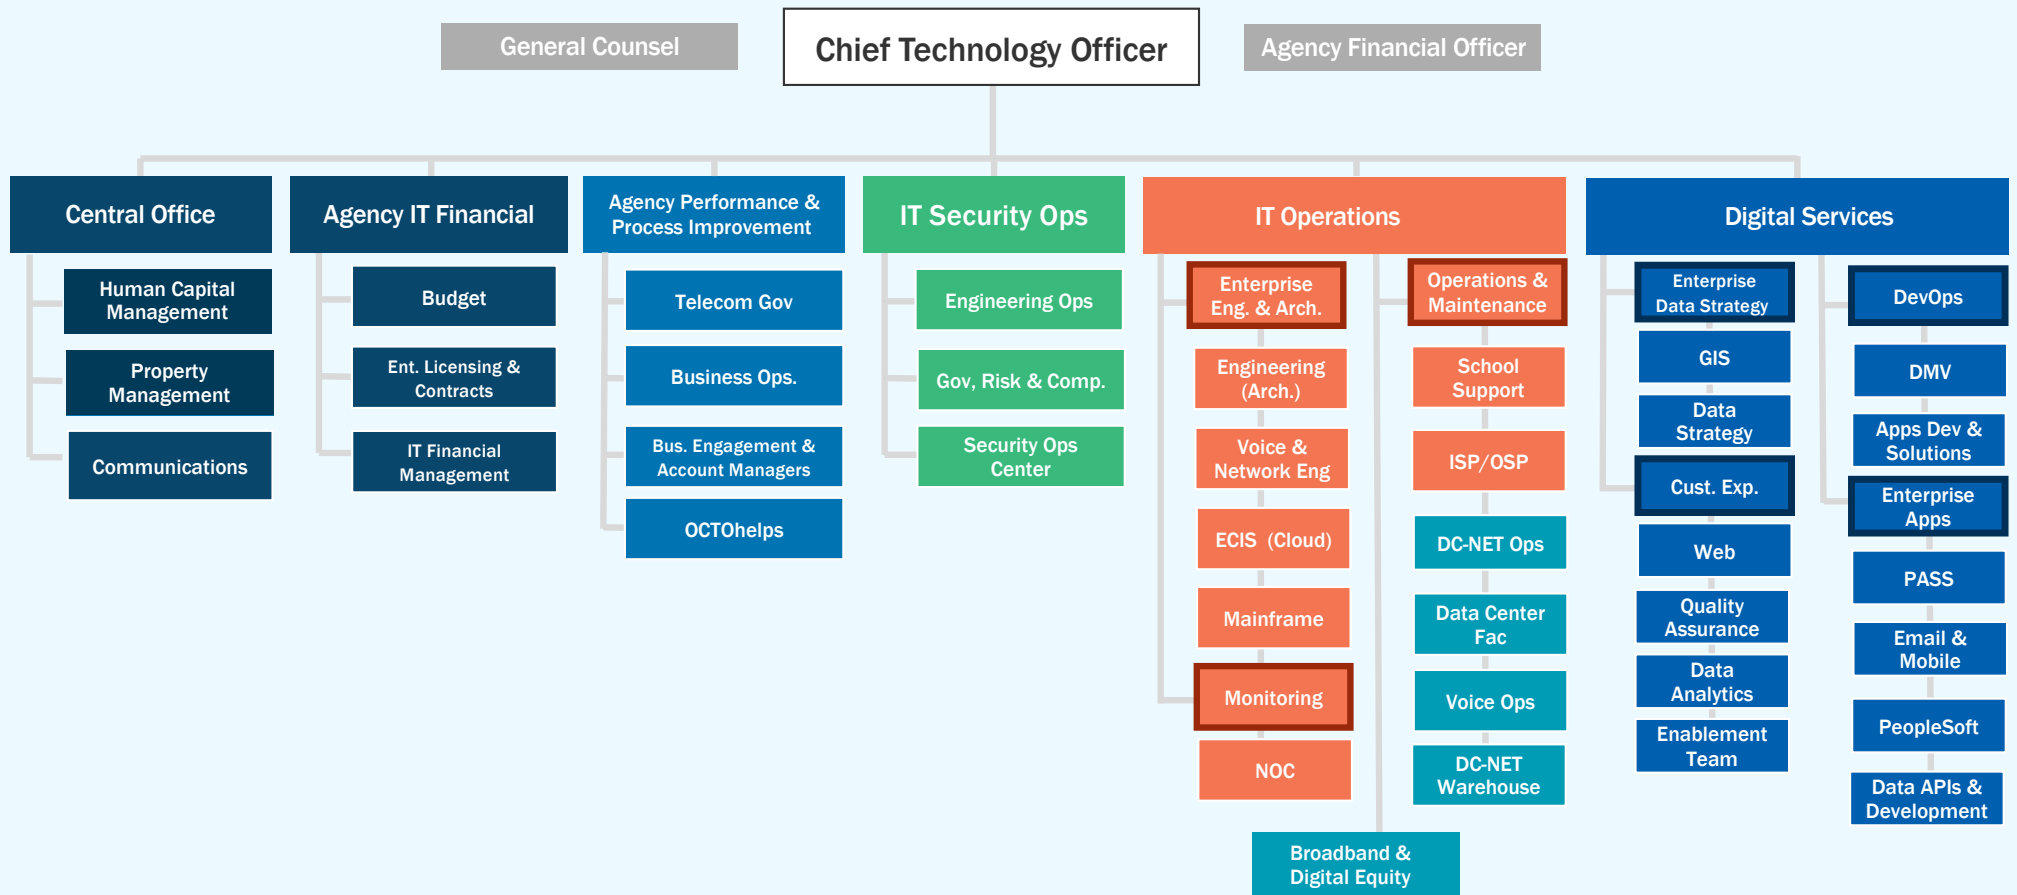 General Counsel
Chief Technology Officer
Agency Financial Officer
Central Office
Human Capital
Management
Property
Management
Communications
Agency IT Financial
Budget
Ent. Licensing &
Contracts
IT Financial
Management
Agency Performance &
Process Improvement
Telecom Gov
Business Ops.
Bus. Engagement &
Account Managers
OCTOhelps
IT Security Ops
Engineering Ops
Gov, Risk & Comp.
Security Ops
Center
IT Operations
Enterprise
Eng. & Arch.
Engineering
(Arch.)
Voice &
Network Eng
ECIS (Cloud)
Mainframe
Monitoring
NOC
Operations &
Maintenance
School
Support
ISP/OSP
DC-NET Ops
Data Center
Fac
Voice Ops
DC-NET
Warehouse
Broadband &
Digital Equity
Digital Services
Enterprise
Data Strategy
GIS
Data
Strategy
Cust. Exp.
Web
Quality
Assurance
Data
Analytics
Enablement
Team
DevOps
DMV
Apps Dev &
Solutions
Enterprise
Apps
PASS
Email &
Mobile
PeopleSoft
Data APIs &
Development